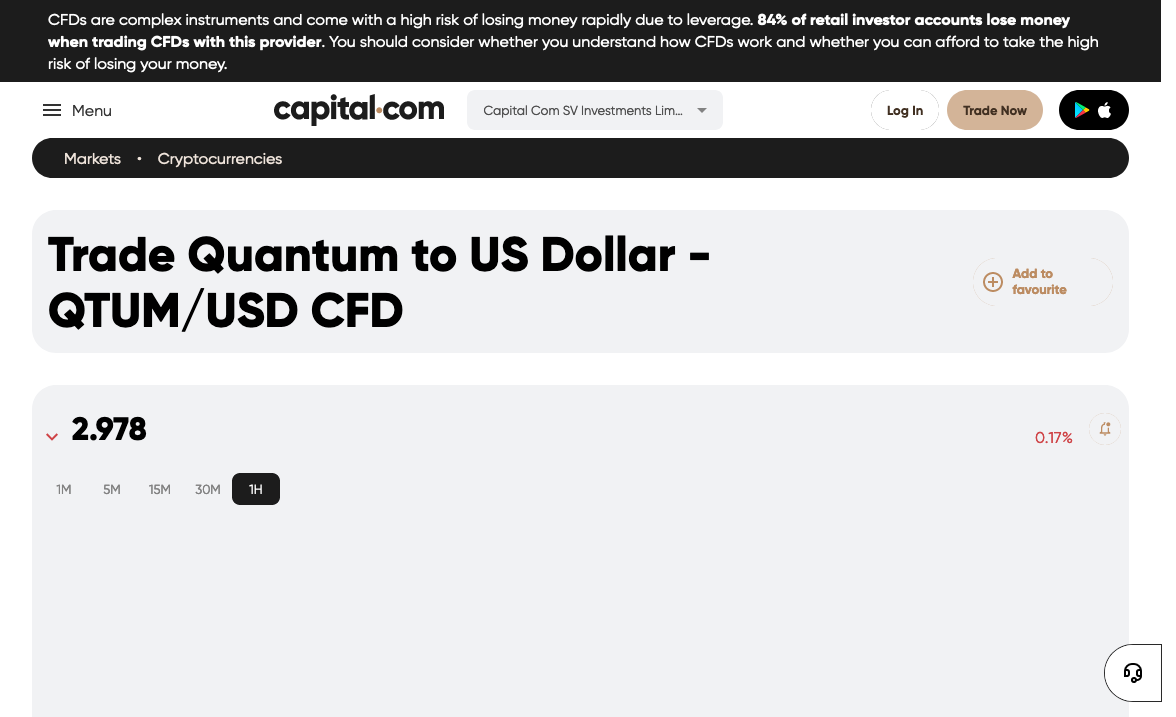 CFDs are complex instruments and come with a high risk of losing money rapidly due to leverage. 84% of retail investor accounts lose money
when trading CFDs with this provider. You should consider whether you understand how CFDs work and whether you can afford to take the high
risk of losing your money.
Menu
capital.com
Capital Com SV Investments Lim...
Log In
Trade Now
Markets • Cryptocurrencies
Trade Quantum to US Dollar -
QTUM/USD CFD
Add to
favourite
2.978
0.17%
1M 5M 15M 30M 1H